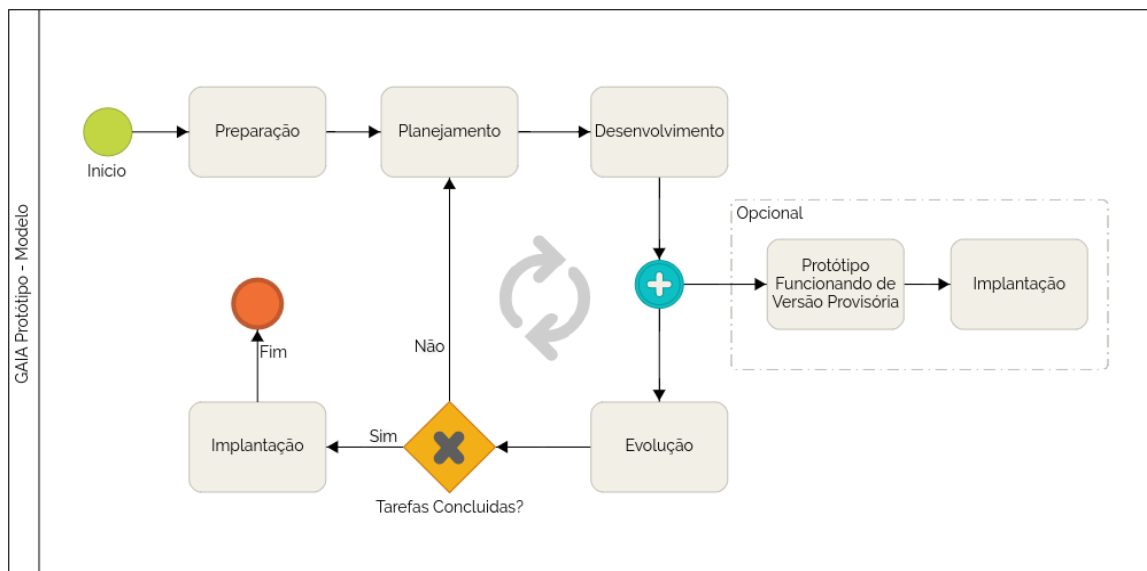 GAIA Protótipo - Modelo
Inicio
Preparação
Planejamento
Desenvolvimento
Opcional
Protótipo
Funcionando de
Versão Provisória
Implantação
Não
Fim
Implantação
Sim
Tarefas Concluidas?
Evolução